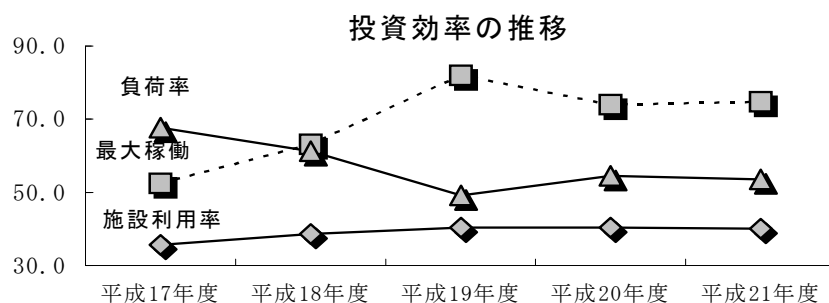 投資効率の推移
90.0
負荷率
70.0
最大稼働
50.0
施設利用率
30.0
平成17年度 平成18年度 平成19年度 平成20年度 平成21年度